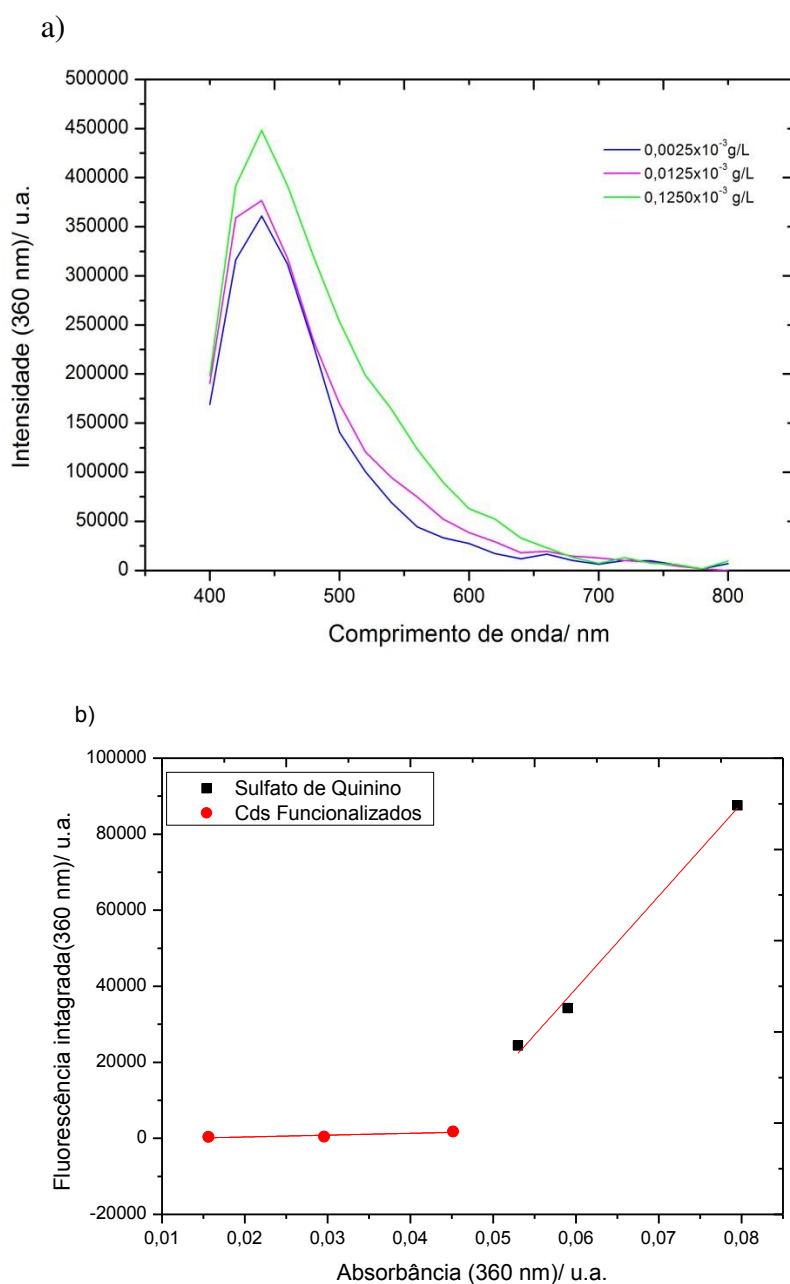 a)
500000
450000
400000
350000
300000
250000
200000
150000
100000
50000
0
Intensidade (360 nm)/ u.a.
0,0025x10⁻³g/L
0,0125x10⁻³ g/L
0,1250x10⁻³ g/L
400 500 600 700 800
Comprimento de onda/ nm
b)
100000
80000
60000
40000
20000
0
-20000
Fluorescência intagrada(360 nm)/ u.a.
Sulfato de Quinino
Cds Funcionalizados
0,01 0,02 0,03 0,04 0,05 0,06 0,07 0,08
Absorbância (360 nm)/ u.a.